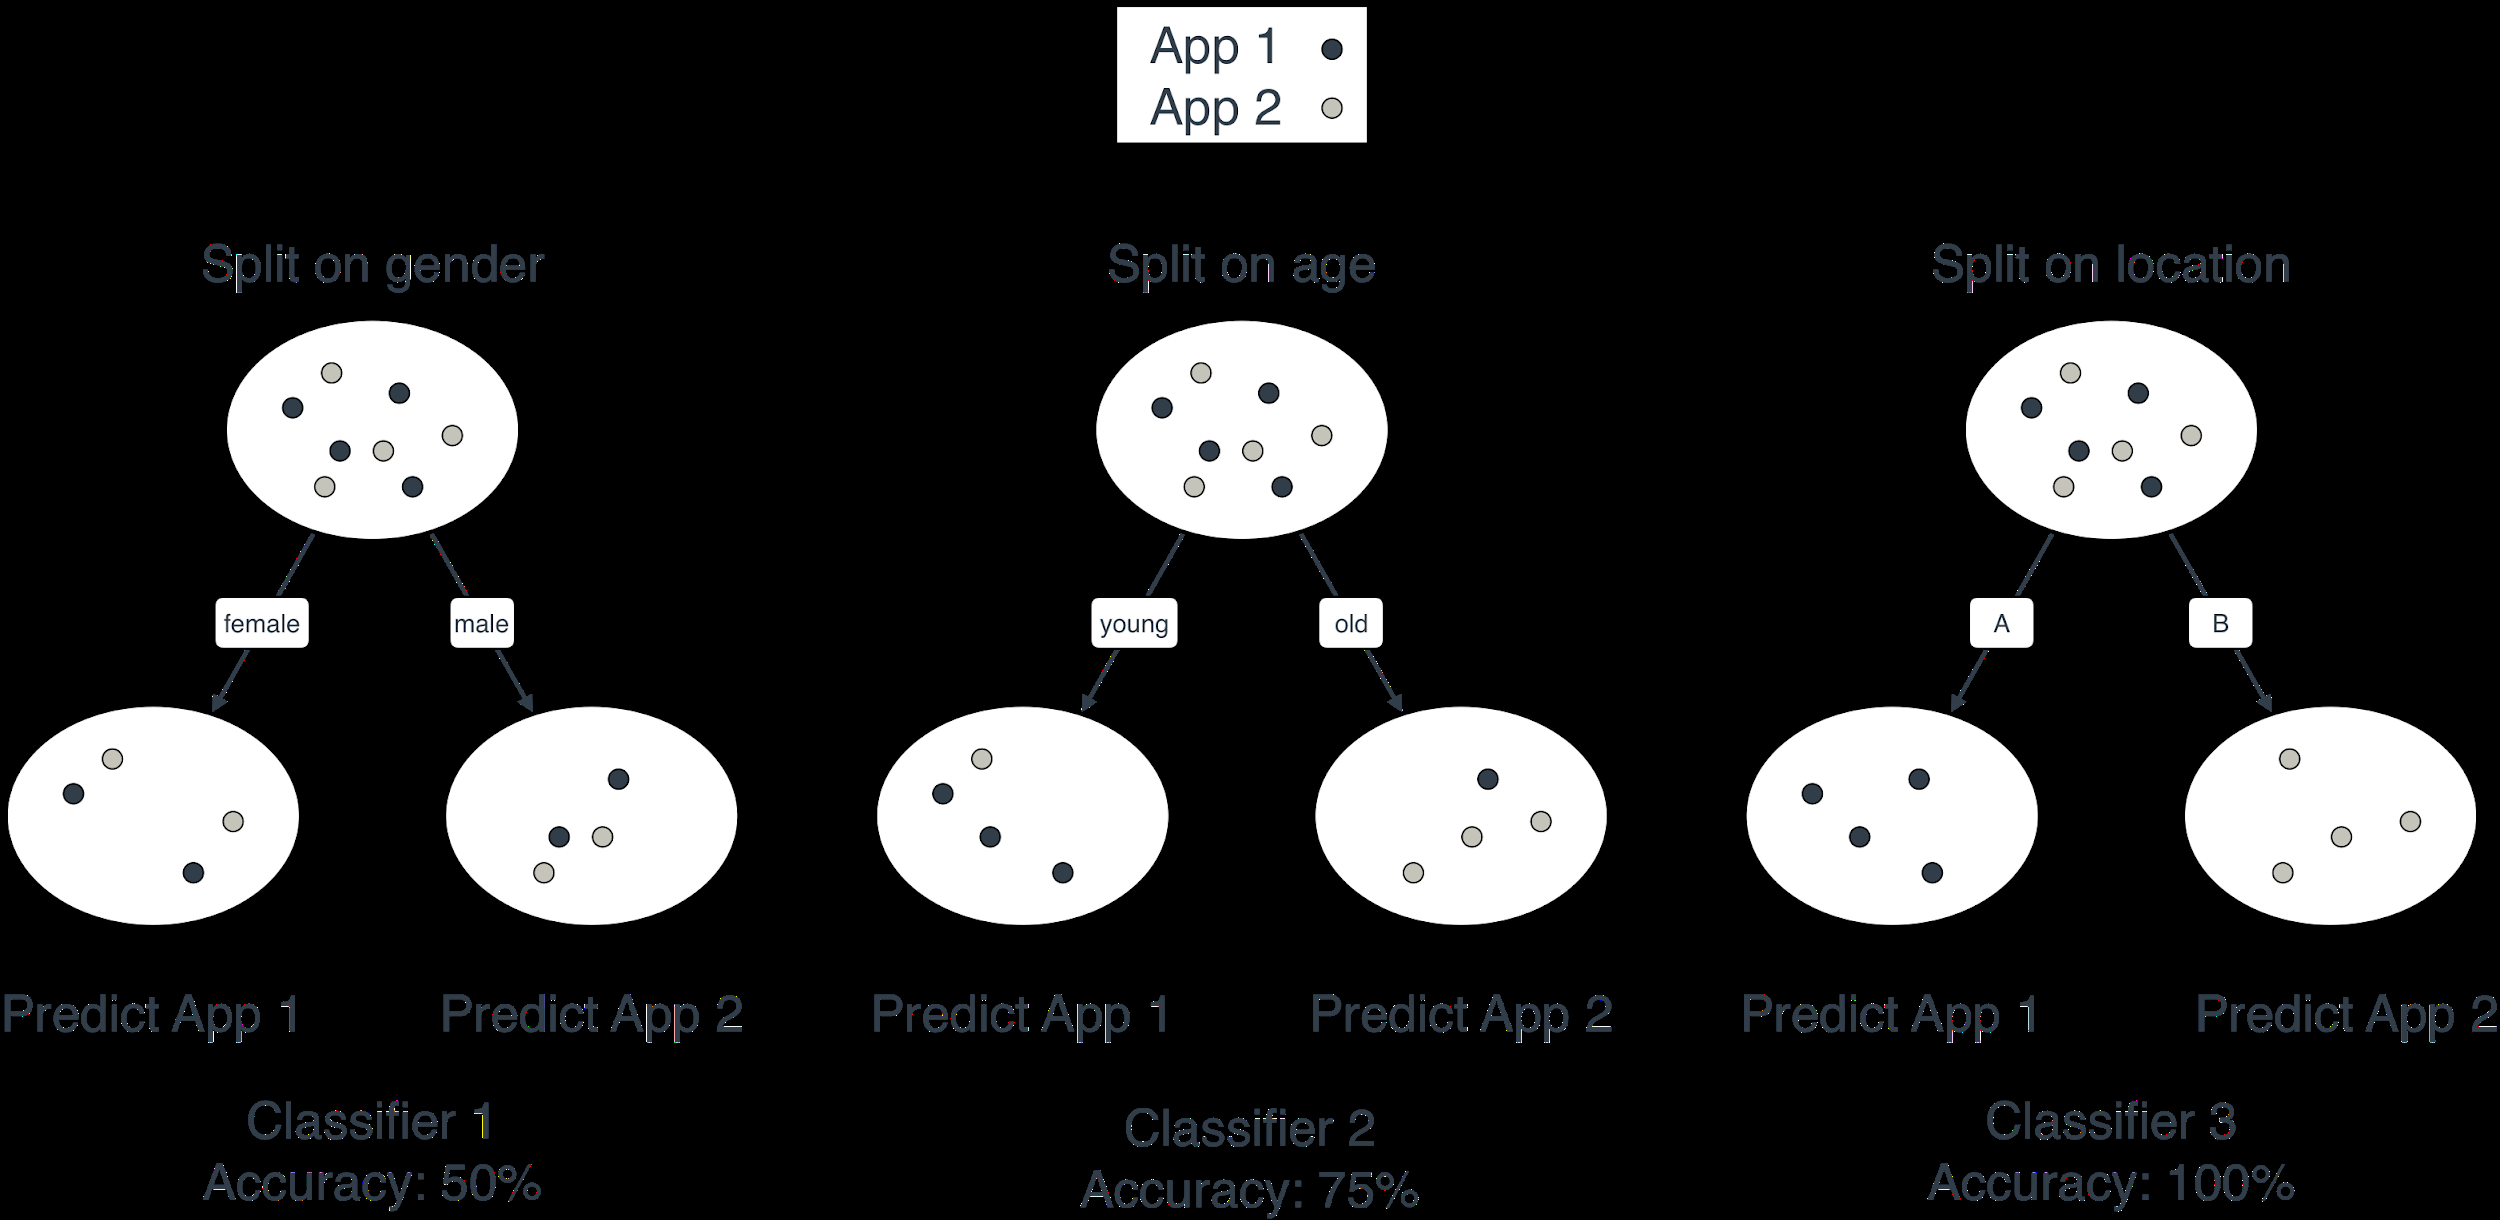 App 1
App 2
Split on gender
Split on age
Split on location
female
male
young
old
A
B
Predict App 1
Predict App 2
Predict App 1
Predict App 2
Predict App 1
Predict App 2
Classifier 1
Accuracy: 50%
Classifier 2
Accuracy: 75%
Classifier 3
Accuracy: 100%